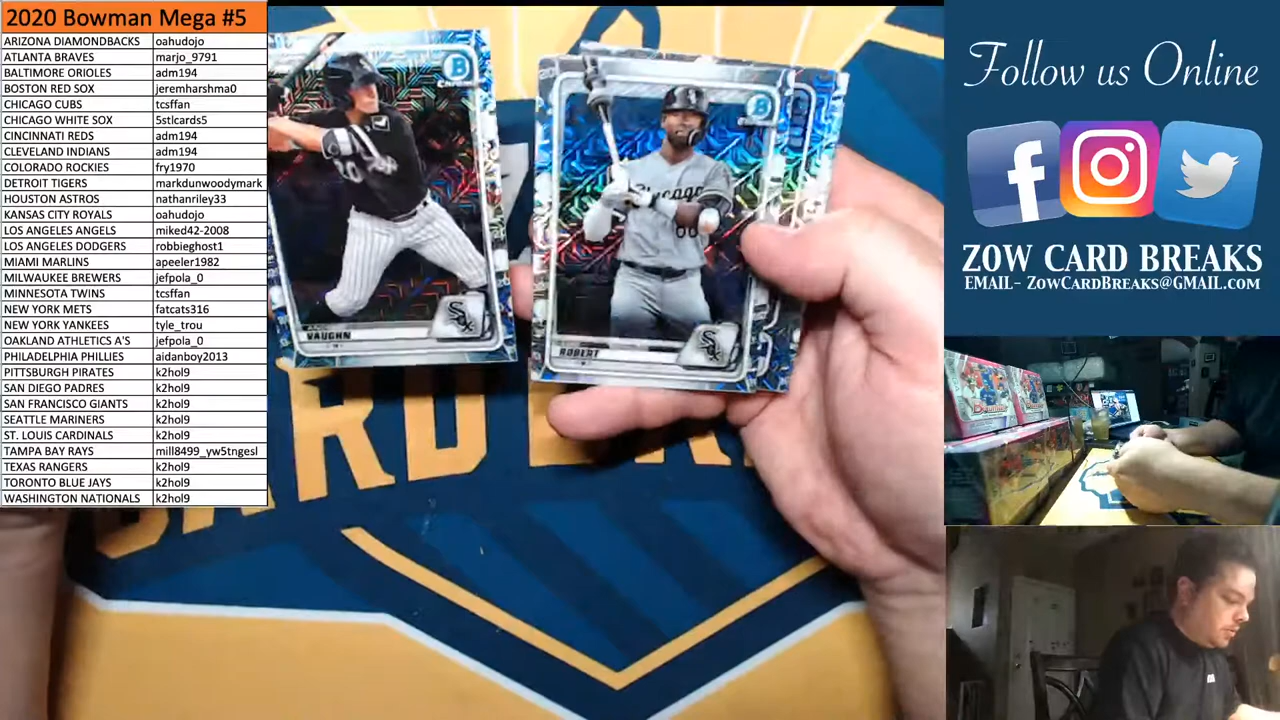 2020 Bowman Mega #5
ARIZONA DIAMONDBACKS oahudojo
ATLANTA BRAVES marjo_9791
BALTIMORE ORIOLES adm194
BOSTON RED SOX jeremharsma0
CHICAGO CUBS tcsffan
CHICAGO WHITE SOX 5stlcards5
CINCINNATI REDS adm194
CLEVELAND INDIANS adm194
COLORADO ROCKIES fry1970
DETROIT TIGERS markdunwoodymark
HOUSTON ASTROS nathanriley33
KANSAS CITY ROYALS oahudojo
LOS ANGELES ANGELS miked42-2008
LOS ANGELES DODGERS robbieghost1
MIAMI MARLINS apeeler1982
MILWAUKEE BREWERS jefpola_0
MINNESOTA TWINS tcsffan
NEW YORK METS fatcats316
NEW YORK YANKEES tyle_trou
OAKLAND ATHLETICS A'S jefpola_0
PHILADELPHIA PHILLIES aidanboy2013
PITTSBURGH PIRATES k2hol9
SAN DIEGO PADRES k2hol9
SAN FRANCISCO GIANTS k2hol9
SEATTLE MARINERS k2hol9
ST. LOUIS CARDINALS k2hol9
TAMPA BAY RAYS mill8499_yw5tngesl
TEXAS RANGERS k2hol9
TORONTO BLUE JAYS k2hol9
WASHINGTON NATIONALS k2hol9
Chrome
VAUGHN
SOX
Chicago
88
ROBERT
SOX
Follow us Online
ZOW CARD BREAKS
EMAIL- ZOWCARDBREAKS@GMAIL.COM